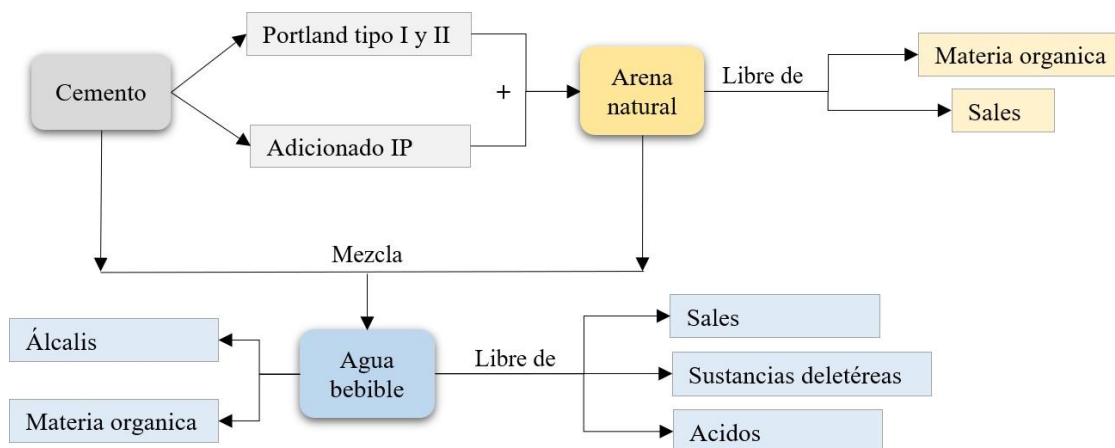 Cemento
Portland tipo I y II
+
Adicionado IP
Arena
natural
Libre de
Materia organica
Sales
Mezcla
Álcalis
Materia organica
Agua
bebible
Libre de
Sales
Sustancias deletéreas
Acidos